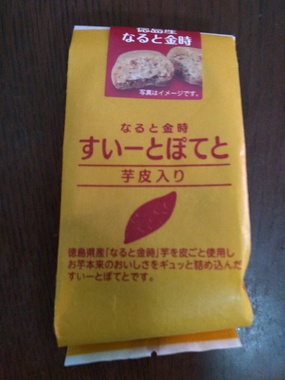 徳島産
なると金時
写真はイメージです。
なると金時
すいーとぽてと
芋皮入り
徳島県産「なると金時」芋を皮ごと使用し
お芋本来のおいしさをギュッと詰め込んだ
すいーとぽてとです。